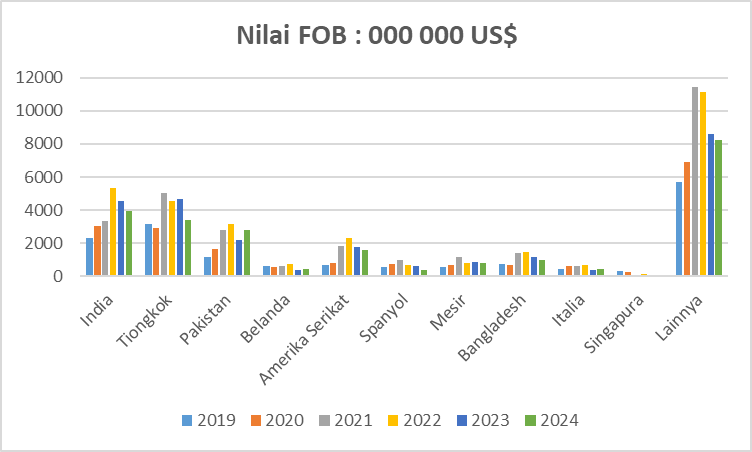 Nilai FOB : 000 000 US$
12000
10000
8000
6000
4000
2000
0
India
Tiongkok
Pakistan
Belanda
Amerika Serikat
Spanyol
Mesir
Bangladesh
Italia
Singapura
Lainnya
2019 2020 2021 2022 2023 2024